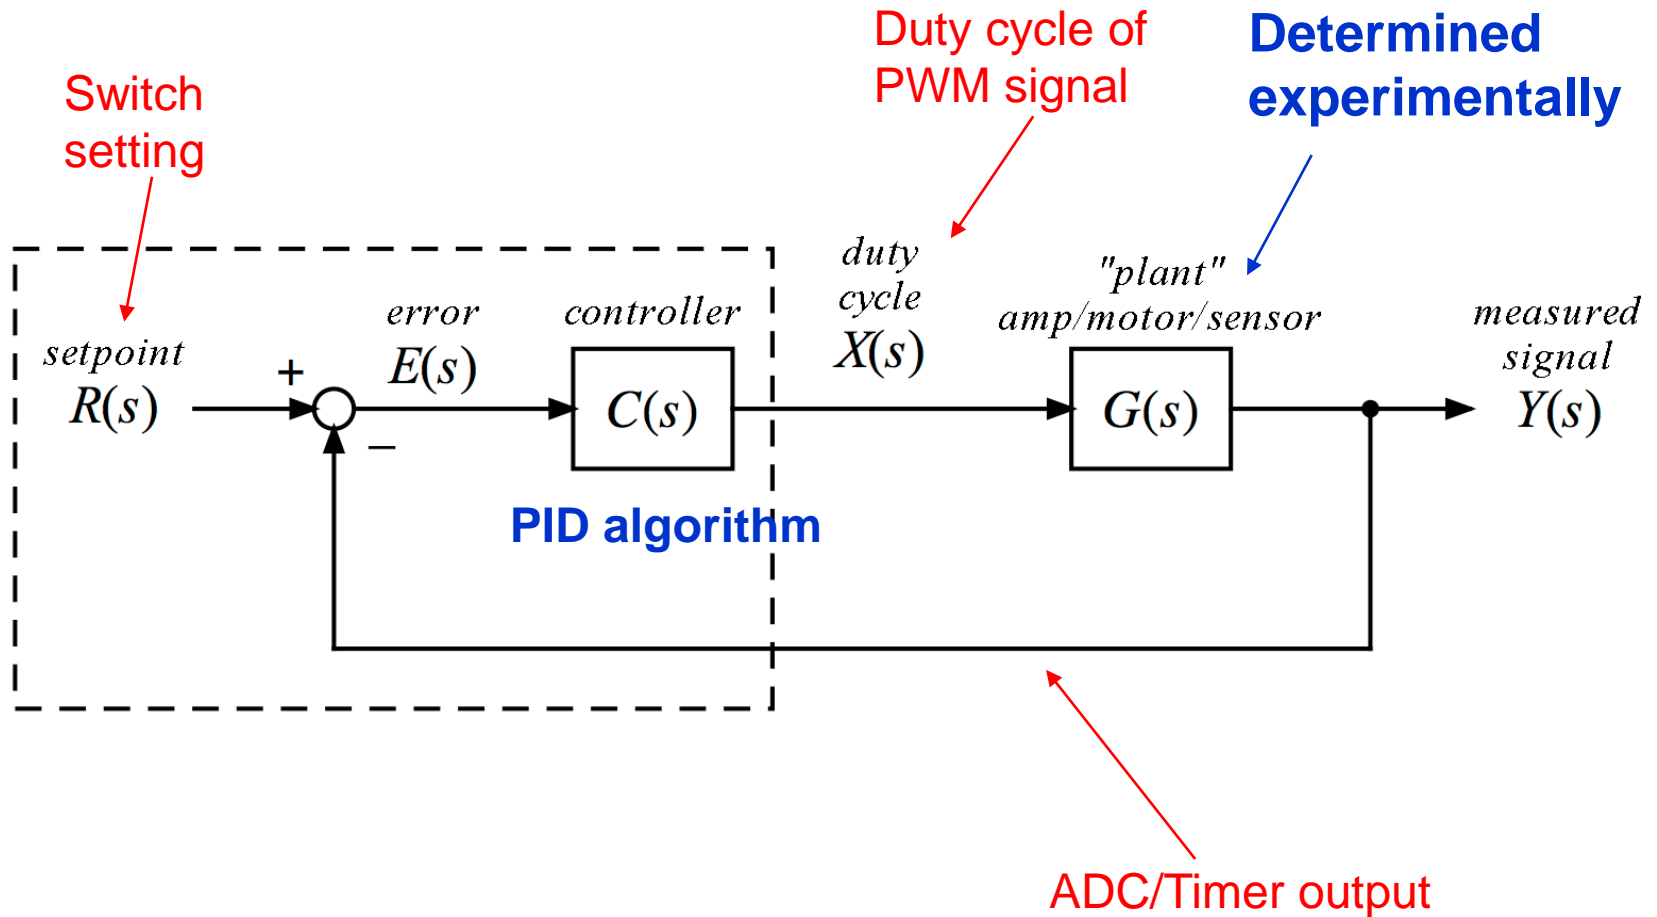 Switch
setting
Duty cycle of
PWM signal
Determined
experimentally
setpoint
R(s)
+
−
error
E(s)
controller
C(s)
PID algorithm
duty
cycle
X(s)
"plant"
amp/motor/sensor
G(s)
measured
signal
Y(s)
ADC/Timer output